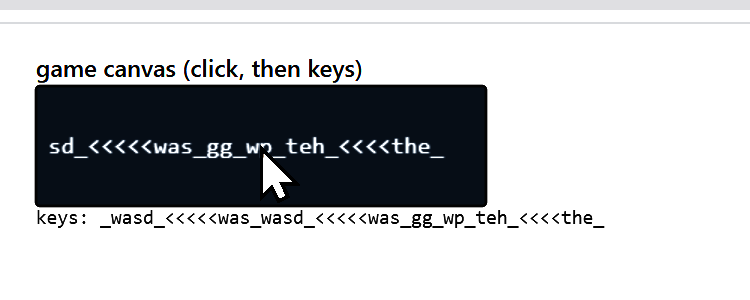 game canvas (click, then keys)
sd_<<<<<was_gg_wp_teh_<<<<the_
keys: _wasd_<<<<<was_wasd_<<<<<was_gg_wp_teh_<<<<the_